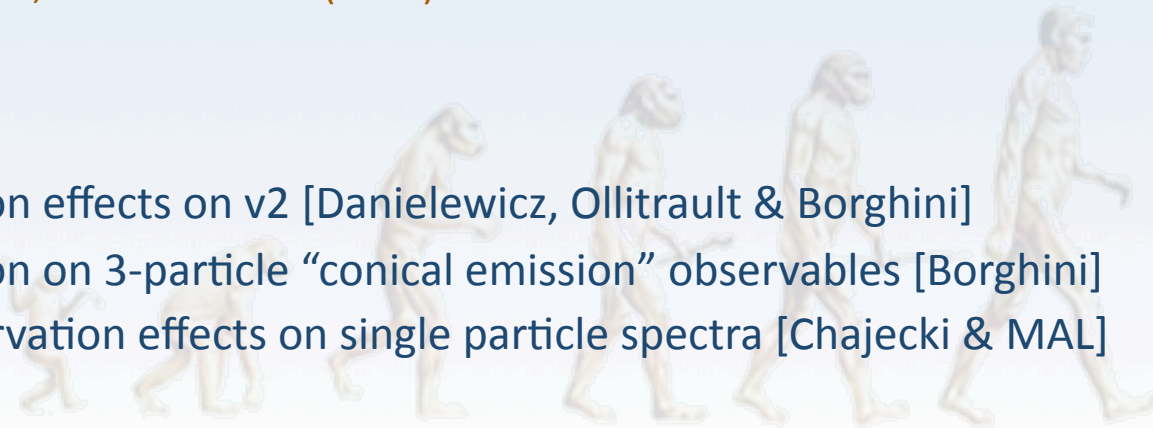 on effects on v2 [Danielewicz, Ollitrault & Borghini]
on on 3-particle “conical emission” observables [Borghini]
rvation effects on single particle spectra [Chajecki & MAL]